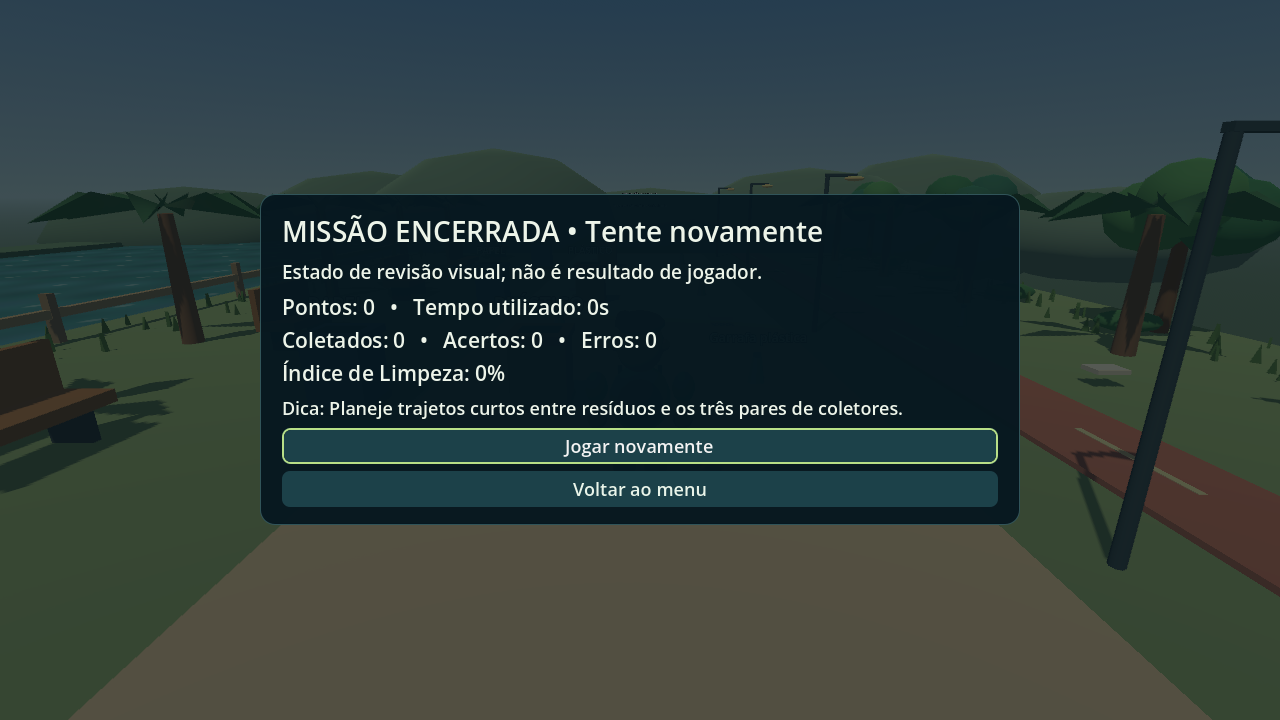 MISSÃO ENCERRADA • Tente novamente
Estado de revisão visual; não é resultado de jogador.
Pontos: 0 • Tempo utilizado: 0s
Coletados: 0 • Acertos: 0 • Erros: 0
Índice de Limpeza: 0%
Dica: Planeje trajetos curtos entre resíduos e os três pares de coletores.
Jogar novamente
Voltar ao menu